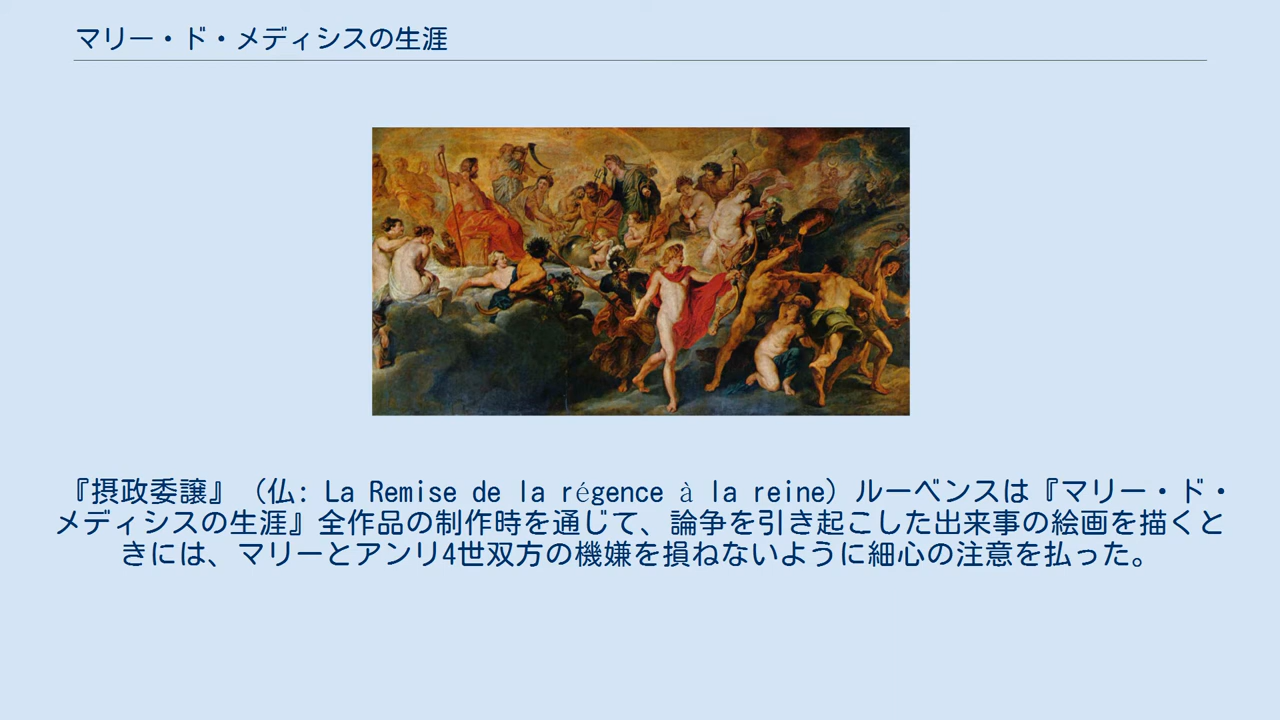 マリー・ド・メディシスの生涯
『摂政委譲』（仏: La Remise de la régence à la reine）ルーベンスは『マリー・ド・
メディシスの生涯』全作品の制作時を通じて、論争を引き起こした出来事の絵画を描くと
きには、マリーとアンリ4世双方の機嫌を損ねないように細心の注意を払った。